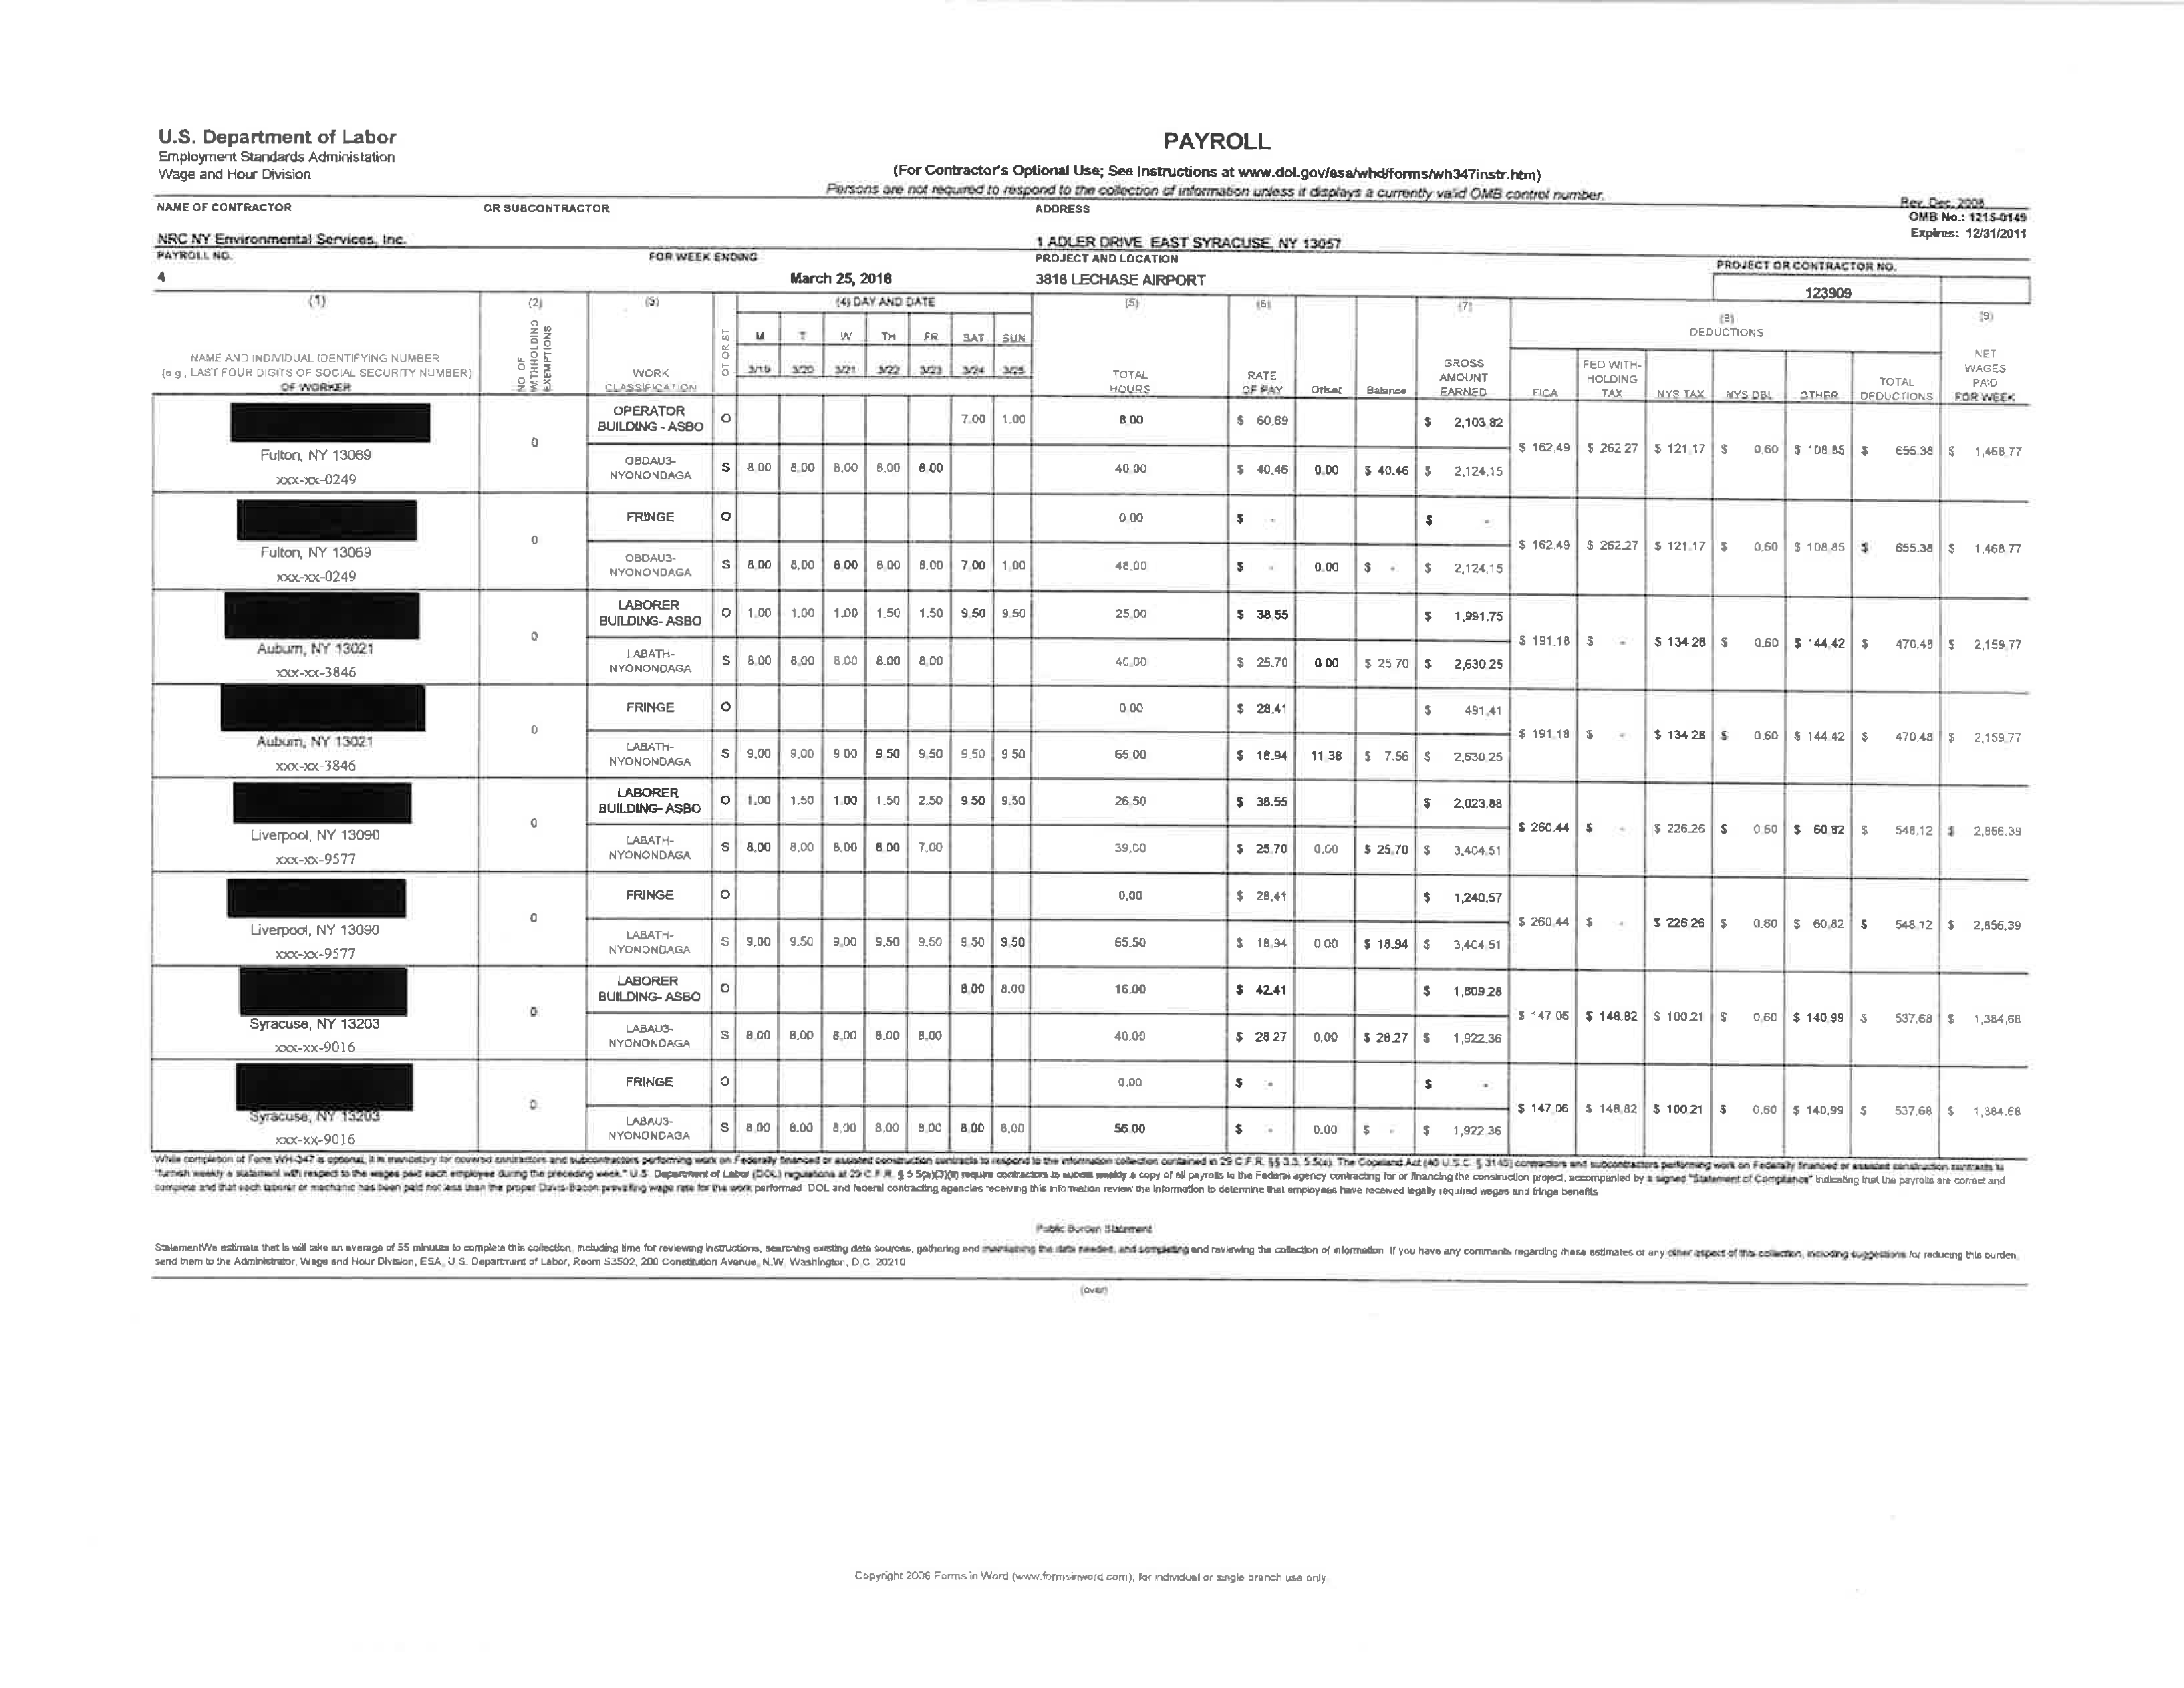 U.S. Department of Labor
Employment Standards Administation
Wage and Hour Division
PAYROLL
(For Contractor's Optional Use; See Instructions at www.dol.gov/esa/whd/forms/wh347instr.htm)
Persons are not required to respond to the collection of information unless it displays a currently valid OMB control number.
Rev. Dec. 2008
OMB No.: 1215-0149
Expires: 12/31/2011
NAME OF CONTRACTOR OR SUBCONTRACTOR ADDRESS
NRC NY Environmental Services, Inc. 1 ADLER DRIVE EAST SYRACUSE, NY 13057
PAYROLL NO. FOR WEEK ENDING PROJECT AND LOCATION PROJECT OR CONTRACTOR NO.
4 March 25, 2018 3818 LECHASE AIRPORT 123909
(1) (2) (3) (4) DAY AND DATE (5) (6) (7) (8) (9)
DEDUCTIONS
NAME AND INDIVIDUAL IDENTIFYING NUMBER
(e.g., LAST FOUR DIGITS OF SOCIAL SECURITY NUMBER)
OF WORKER
NO OF WITHHOLDING EXEMPTIONS
WORK CLASSIFICATION
OT OR ST
M T W TH FR SAT SUN
3/19 3/20 3/21 3/22 3/23 3/24 3/25
TOTAL HOURS
RATE OF PAY
Offset Balance
GROSS AMOUNT EARNED
FICA
FED WITH-HOLDING TAX
NYS TAX NYS DBL OTHER
TOTAL DEDUCTIONS
NET WAGES PAID FOR WEEK
OPERATOR BUILDING - ASBO O 7.00 1.00 8.00 $ 60.69 $ 2,103.82
Fulton, NY 13069 0 $ 162.49 $ 262.27 $ 121.17 $ 0.60 $ 108.85 $ 655.38 $ 1,468.77
xxx-xx-0249 OBDAU3-NYONONDAGA S 8.00 8.00 8.00 8.00 8.00 40.00 $ 40.46 0.00 $ 40.46 $ 2,124.15
FRINGE O 0.00 $ - $ -
Fulton, NY 13069 0 $ 162.49 $ 262.27 $ 121.17 $ 0.60 $ 108.85 $ 655.38 $ 1,468.77
xxx-xx-0249 OBDAU3-NYONONDAGA S 8.00 8.00 8.00 8.00 8.00 7.00 1.00 48.00 $ - 0.00 $ - $ 2,124.15
LABORER BUILDING- ASBO O 1.00 1.00 1.00 1.50 1.50 9.50 9.50 25.00 $ 38.55 $ 1,991.75
Auburn, NY 13021 0 $ 191.18 $ - $ 134.28 $ 0.60 $ 144.42 $ 470.48 $ 2,159.77
xxx-xx-3846 LABATH-NYONONDAGA S 8.00 8.00 8.00 8.00 8.00 40.00 $ 25.70 0.00 $ 25.70 $ 2,630.25
FRINGE O 0.00 $ 28.41 $ 491.41
Auburn, NY 13021 0 $ 191.18 $ - $ 134.28 $ 0.60 $ 144.42 $ 470.48 $ 2,159.77
xxx-xx-3846 LABATH-NYONONDAGA S 9.00 9.00 9.00 9.50 9.50 9.50 9.50 65.00 $ 18.94 11.38 $ 7.56 $ 2,630.25
LABORER BUILDING- ASBO O 1.00 1.50 1.00 1.50 2.50 9.50 9.50 26.50 $ 38.55 $ 2,023.88
Liverpool, NY 13090 0 $ 260.44 $ - $ 226.26 $ 0.60 $ 60.82 $ 548.12 $ 2,856.39
xxx-xx-9577 LABATH-NYONONDAGA S 8.00 8.00 8.00 8.00 7.00 39.00 $ 25.70 0.00 $ 25.70 $ 3,404.51
FRINGE O 0.00 $ 28.41 $ 1,240.57
Liverpool, NY 13090 0 $ 260.44 $ - $ 226.26 $ 0.60 $ 60.82 $ 548.12 $ 2,856.39
xxx-xx-9577 LABATH-NYONONDAGA S 9.00 9.50 9.00 9.50 9.50 9.50 9.50 65.50 $ 18.94 0.00 $ 18.94 $ 3,404.51
LABORER BUILDING- ASBO O 8.00 8.00 16.00 $ 42.41 $ 1,809.28
Syracuse, NY 13203 0 $ 147.06 $ 148.82 $ 100.21 $ 0.60 $ 140.99 $ 537.68 $ 1,384.68
xxx-xx-9016 LABAU3-NYONONDAGA S 8.00 8.00 8.00 8.00 8.00 40.00 $ 28.27 0.00 $ 28.27 $ 1,922.36
FRINGE O 0.00 $ - $ -
Syracuse, NY 13203 0 $ 147.06 $ 148.82 $ 100.21 $ 0.60 $ 140.99 $ 537.68 $ 1,384.68
xxx-xx-9016 LABAU3-NYONONDAGA S 8.00 8.00 8.00 8.00 8.00 8.00 8.00 56.00 $ - 0.00 $ - $ 1,922.36
While completion of Form WH-347 is optional, it is mandatory for covered contractors and subcontractors performing work on Federally financed or assisted construction contracts to respond to the information collection contained in 29 C.F.R. §§ 3.3, 5.5(a). The Copeland Act (40 U.S.C. § 3145) contractors and subcontractors performing work on Federally financed or assisted construction contracts to
"furnish weekly a statement with respect to the wages paid each employee during the preceding week." U.S. Department of Labor (DOL) regulations at 29 C.F.R. § 5.5(a)(3)(ii) require contractors to submit weekly a copy of all payrolls to the Federal agency contracting for or financing the construction project, accompanied by a signed "Statement of Compliance" indicating that the payrolls are correct and
complete and that each laborer or mechanic has been paid not less than the proper Davis-Bacon prevailing wage rate for the work performed. DOL and federal contracting agencies receiving this information review the information to determine that employees have received legally required wages and fringe benefits
Public Burden Statement
StatementWe estimate that is will take an average of 55 minutes to complete this collection, including time for reviewing instructions, searching existing data sources, gathering and maintaining the data needed, and completing and reviewing the collection of information. If you have any comments regarding these estimates or any other aspect of this collection, including suggestions for reducing this burden,
send them to the Administrator, Wage and Hour Division, ESA, U.S. Department of Labor, Room S3502, 200 Constitution Avenue, N.W. Washington, D.C. 20210
(over)
Copyright 2006 Forms in Word (www.formsinword.com); for individual or single branch use only.